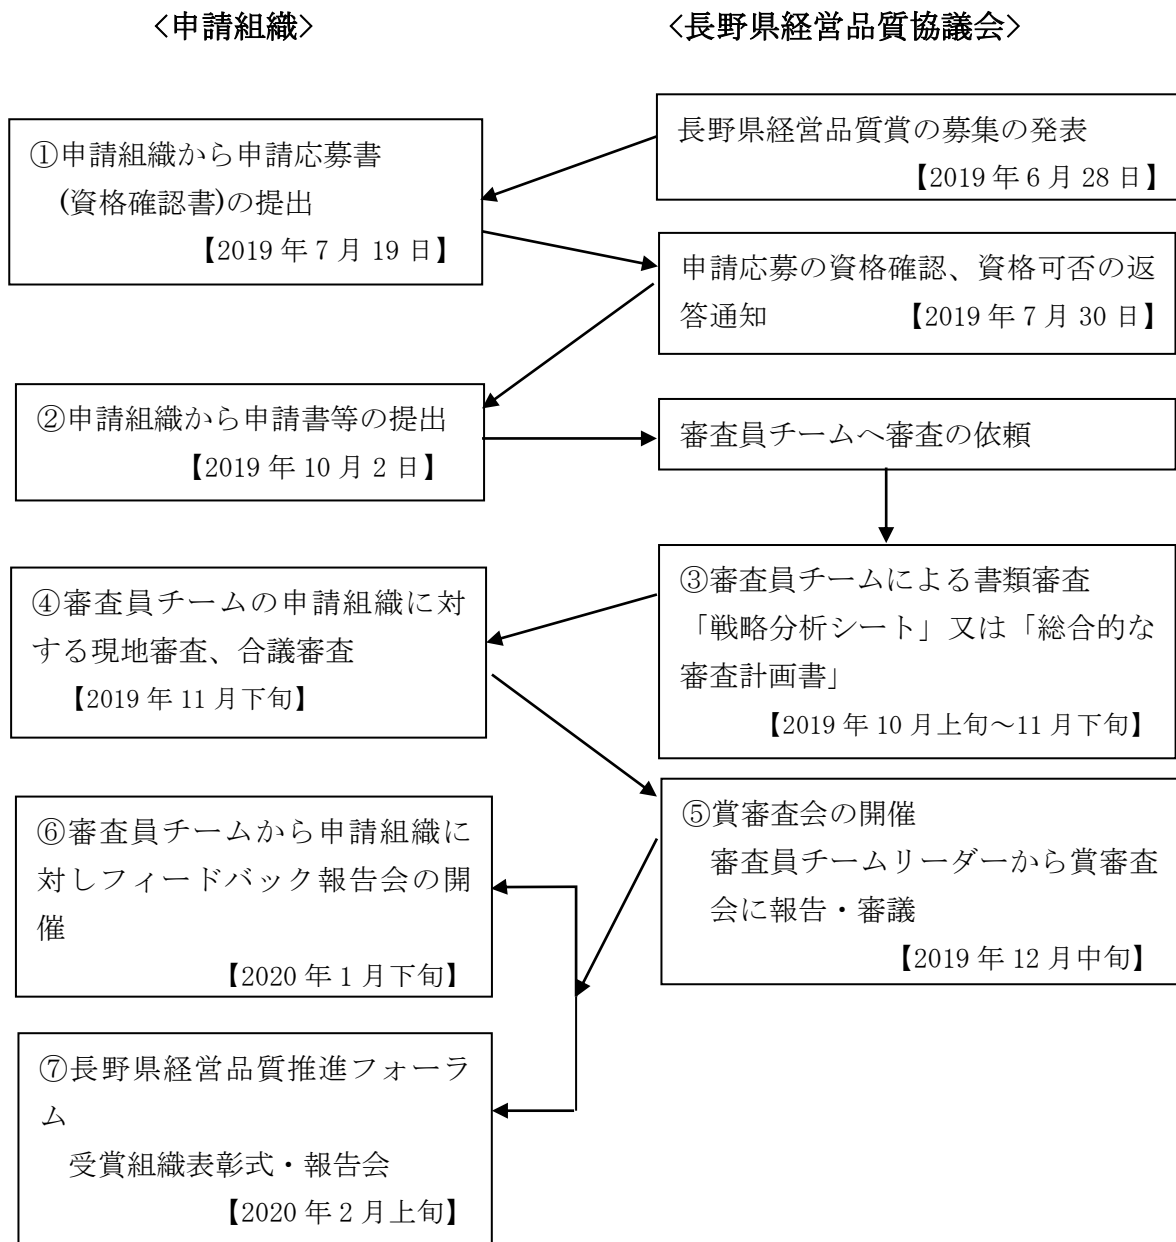 <申請組織>
<長野県経営品質協議会>
長野県経営品質賞の募集の発表
【2019 年 6 月 28 日】
①申請組織から申請応募書
(資格確認書)の提出
【2019 年 7 月 19 日】
申請応募の資格確認、資格可否の返
答通知 【2019 年 7 月 30 日】
②申請組織から申請書等の提出
【2019 年 10 月 2 日】
審査員チームへ審査の依頼
③審査員チームによる書類審査
「戦略分析シート」又は「総合的な
審査計画書」
【2019 年 10 月上旬～11 月下旬】
④審査員チームの申請組織に対
する現地審査、合議審査
【2019 年 11 月下旬】
⑤賞審査会の開催
審査員チームリーダーから賞審査
会に報告・審議
【2019 年 12 月中旬】
⑥審査員チームから申請組織に
対しフィードバック報告会の開
催
【2020 年 1 月下旬】
⑦長野県経営品質推進フォーラ
ム
受賞組織表彰式・報告会
【2020 年 2 月上旬】